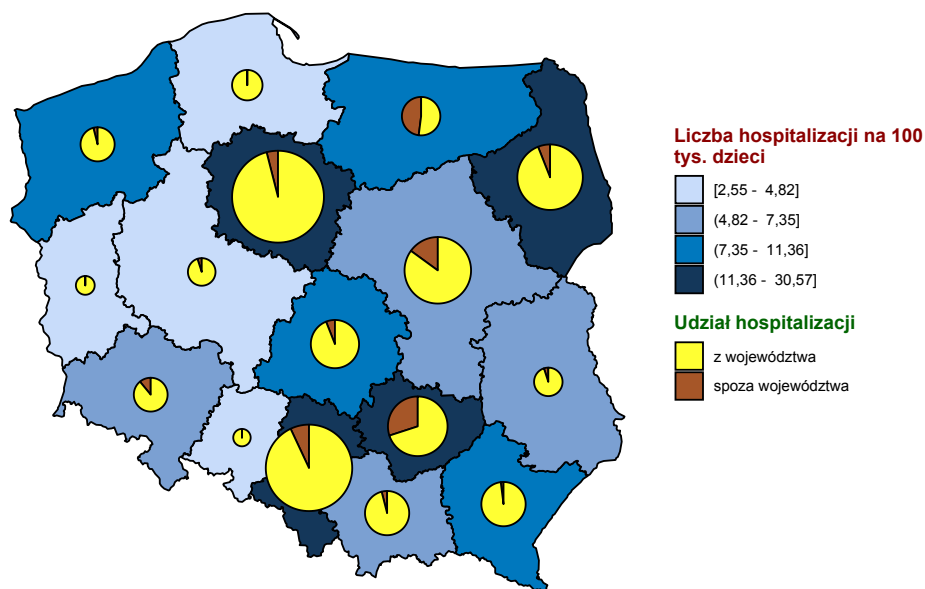 Liczba hospitalizacji na 100
tys. dzieci
[2,55 - 4,82]
(4,82 - 7,35]
(7,35 - 11,36]
(11,36 - 30,57]
Udział hospitalizacji
z województwa
spoza województwa